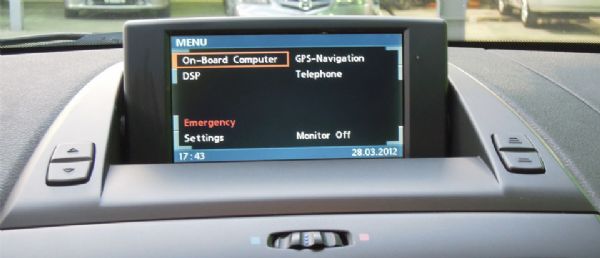 MENU
On-Board Computer GPS-Navigation
DSP Telephone
Emergency
Settings Monitor Off
17:43 28.03.2012